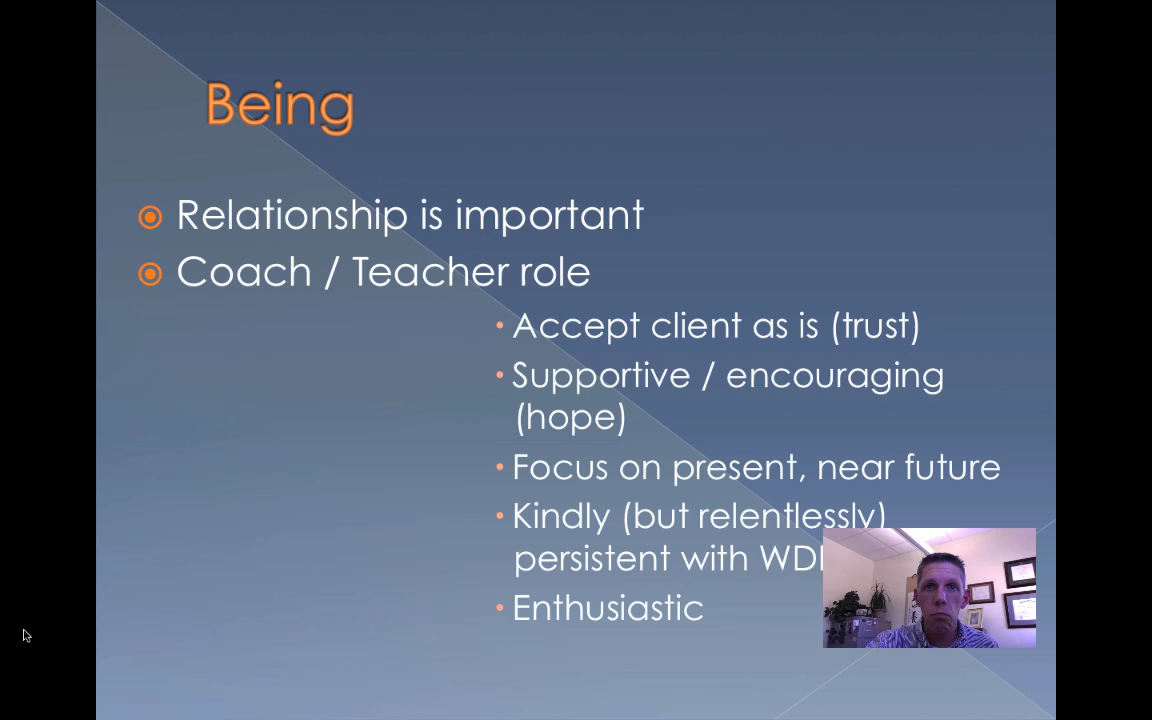 Being
Relationship is important
Coach / Teacher role
Accept client as is (trust)
Supportive / encouraging
(hope)
Focus on present, near future
Kindly (but relentlessly)
persistent with
Enthusiastic